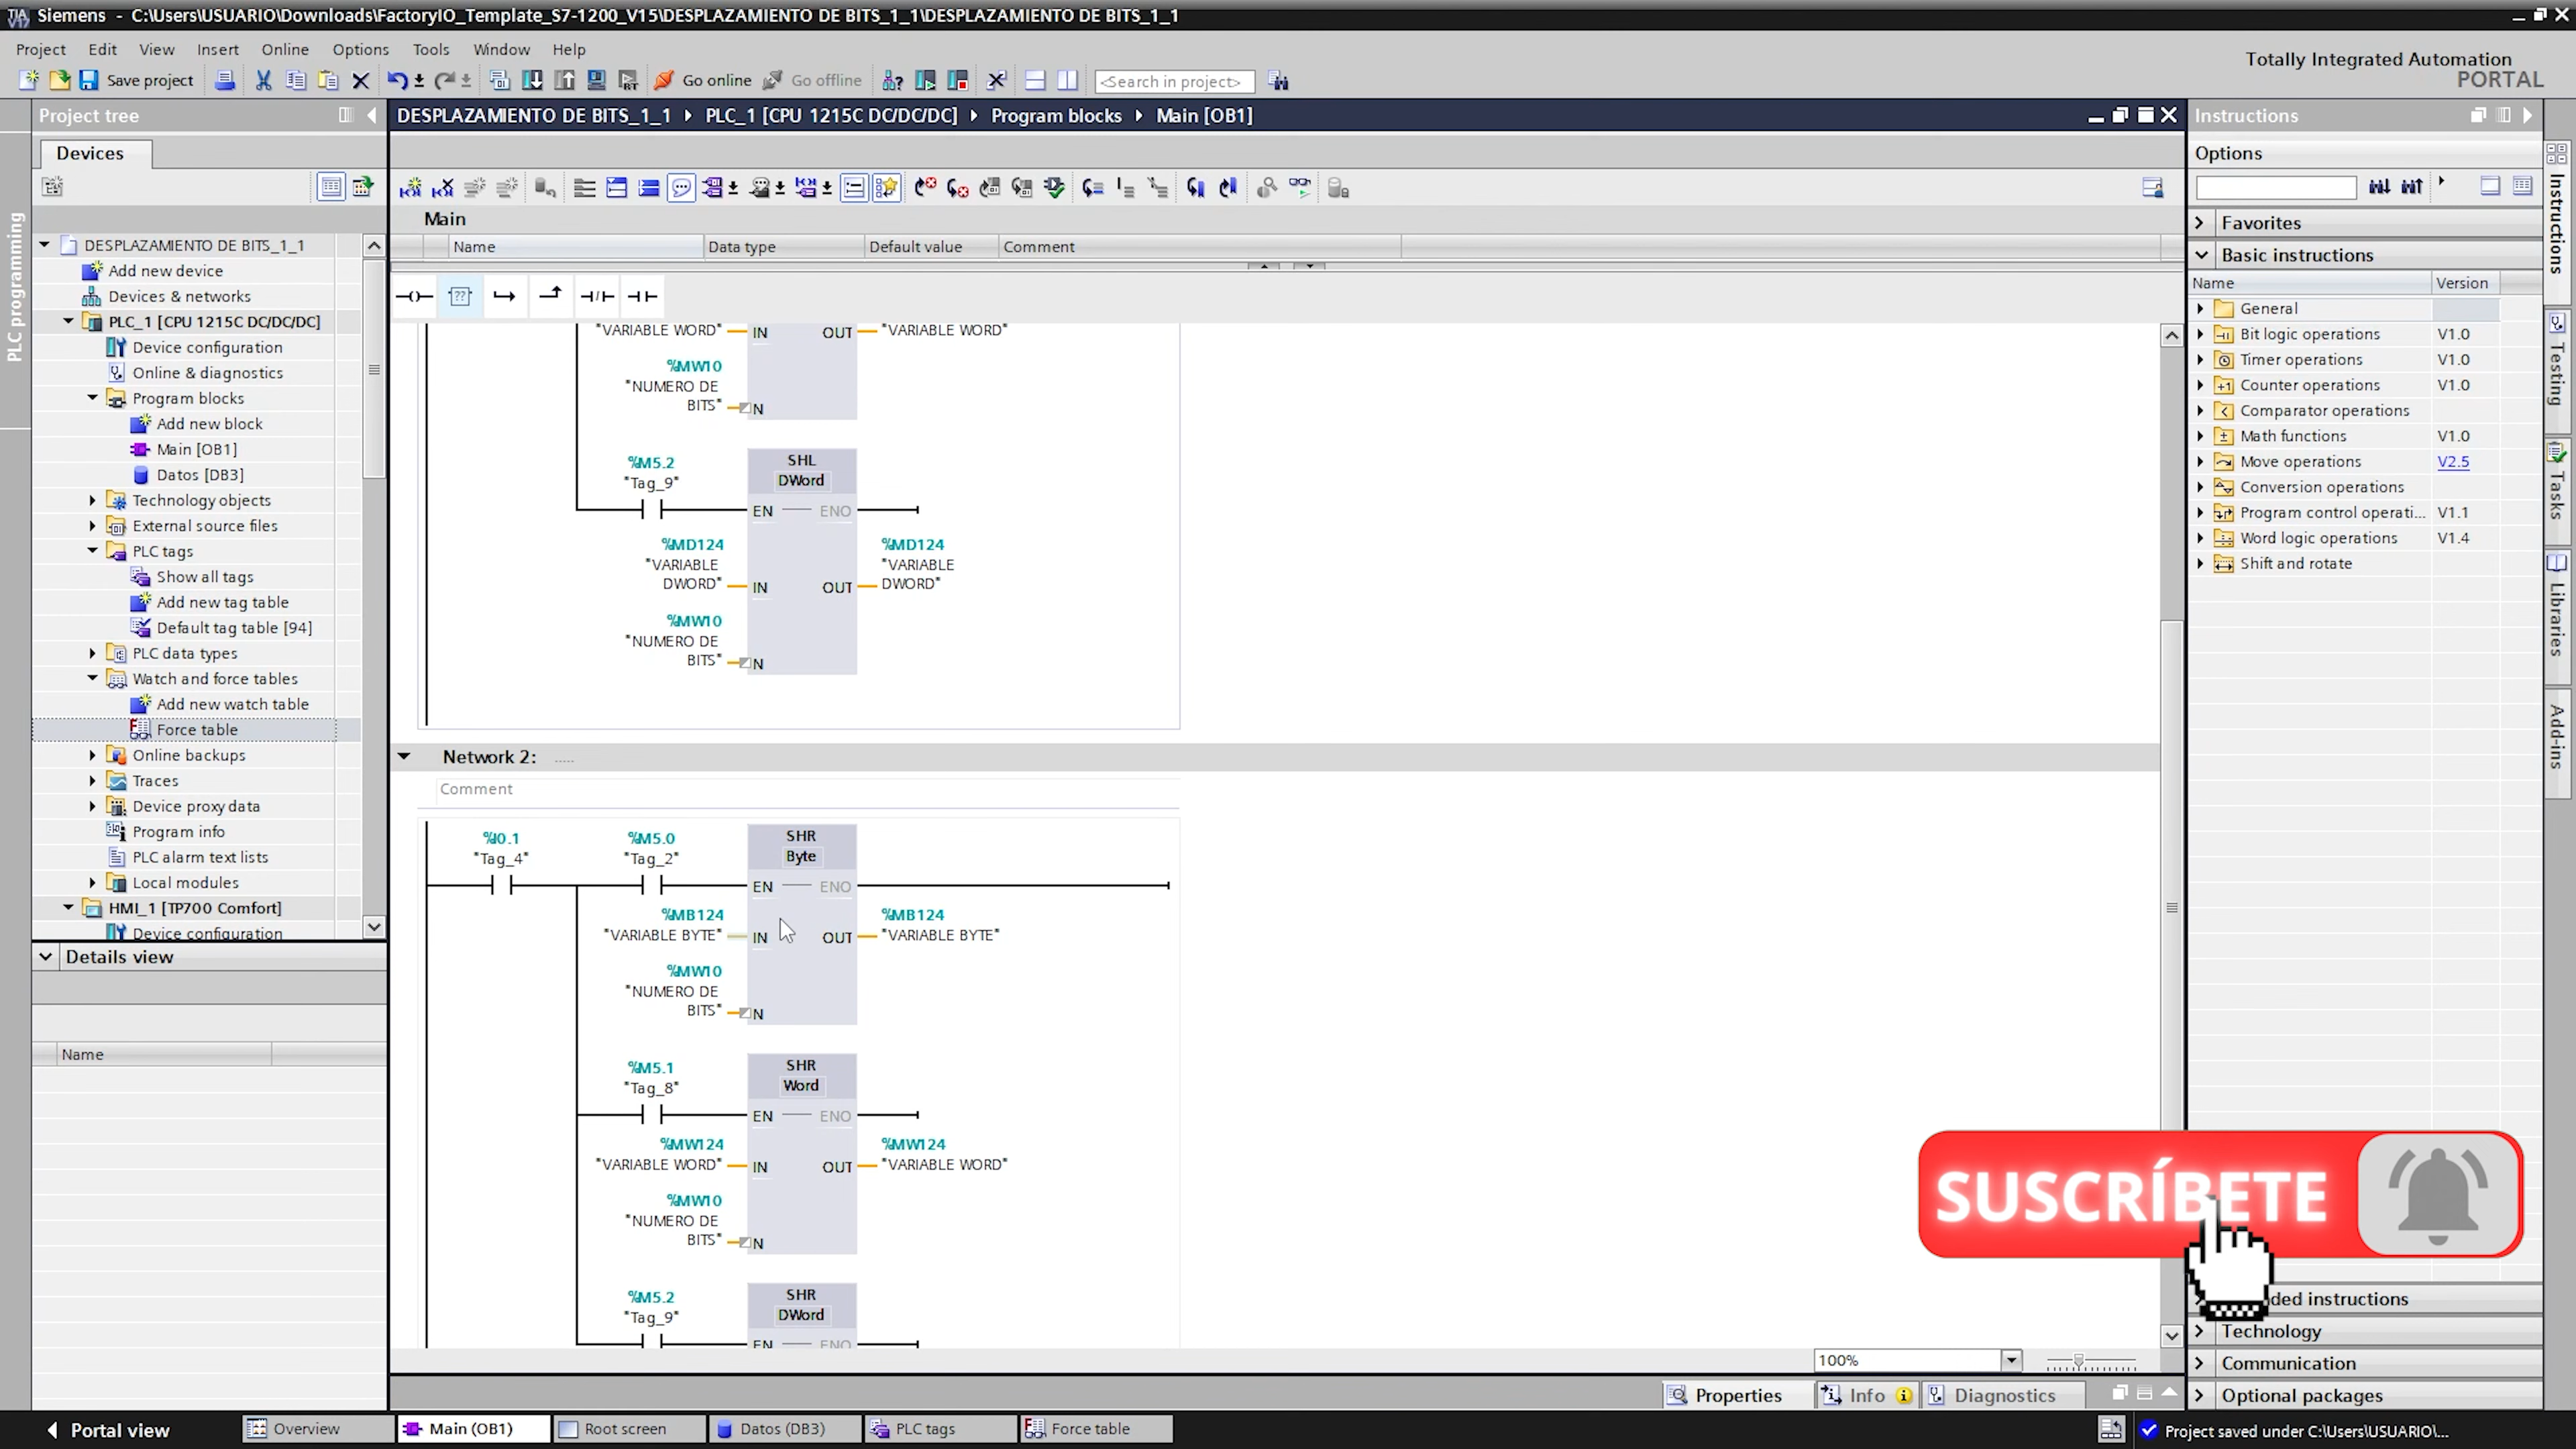 Siemens - C:\Users\USUARIO\Downloads\FactoryIO_Template_S7-1200_V15\DESPLAZAMIENTO DE BITS_1_1\DESPLAZAMIENTO DE BITS_1_1
Project Edit View Insert Online Options Tools Window Help
Totally Integrated Automation
PORTAL
Save project
Go online
Go offline
<Search in project>
Project tree
DESPLAZAMIENTO DE BITS_1_1 PLC_1 [CPU 1215C DC/DC/DC] Program blocks Main [OB1]
Instructions
Devices
Options
PLC programming
DESPLAZAMIENTO DE BITS_1_1
Add new device
Devices & networks
PLC_1 [CPU 1215C DC/DC/DC]
Device configuration
Online & diagnostics
Program blocks
Add new block
Main [OB1]
Datos [DB3]
Technology objects
External source files
PLC tags
Show all tags
Add new tag table
Default tag table [94]
PLC data types
Watch and force tables
Add new watch table
Force table
Online backups
Traces
Device proxy data
Program info
PLC alarm text lists
Local modules
HMI_1 [TP700 Comfort]
Device configuration
Details view
Name
Main
Name Data type Default value Comment
"VARIABLE WORD" IN OUT "VARIABLE WORD"
%MW10
"NUMERO DE
BITS" N
%M5.2
"Tag_9"
SHL
DWord
EN ENO
%MD124
"VARIABLE
DWORD" IN
OUT
%MD124
"VARIABLE
DWORD"
%MW10
"NUMERO DE
BITS" N
Network 2: .....
Comment
%I0.1
"Tag_4"
%M5.0
"Tag_2"
SHR
Byte
EN ENO
%MB124
"VARIABLE BYTE" IN
OUT
%MB124
"VARIABLE BYTE"
%MW10
"NUMERO DE
BITS" N
%M5.1
"Tag_8"
SHR
Word
EN ENO
%MW124
"VARIABLE WORD" IN
OUT
%MW124
"VARIABLE WORD"
%MW10
"NUMERO DE
BITS" N
%M5.2
"Tag_9"
SHR
DWord
EN ENO
100%
Properties Info Diagnostics
Favorites
Basic instructions
Name Version
General
Bit logic operations V1.0
Timer operations V1.0
Counter operations V1.0
Comparator operations
Math functions V1.0
Move operations V2.5
Conversion operations
Program control operati... V1.1
Word logic operations V1.4
Shift and rotate
SUSCRÍBETE
ded instructions
Technology
Communication
Optional packages
Instructions
Testing
Tasks
Libraries
Add-ins
Portal view
Overview
Main (OB1)
Root screen
Datos (DB3)
PLC tags
Force table
Project saved under C:\Users\USUARIO\...